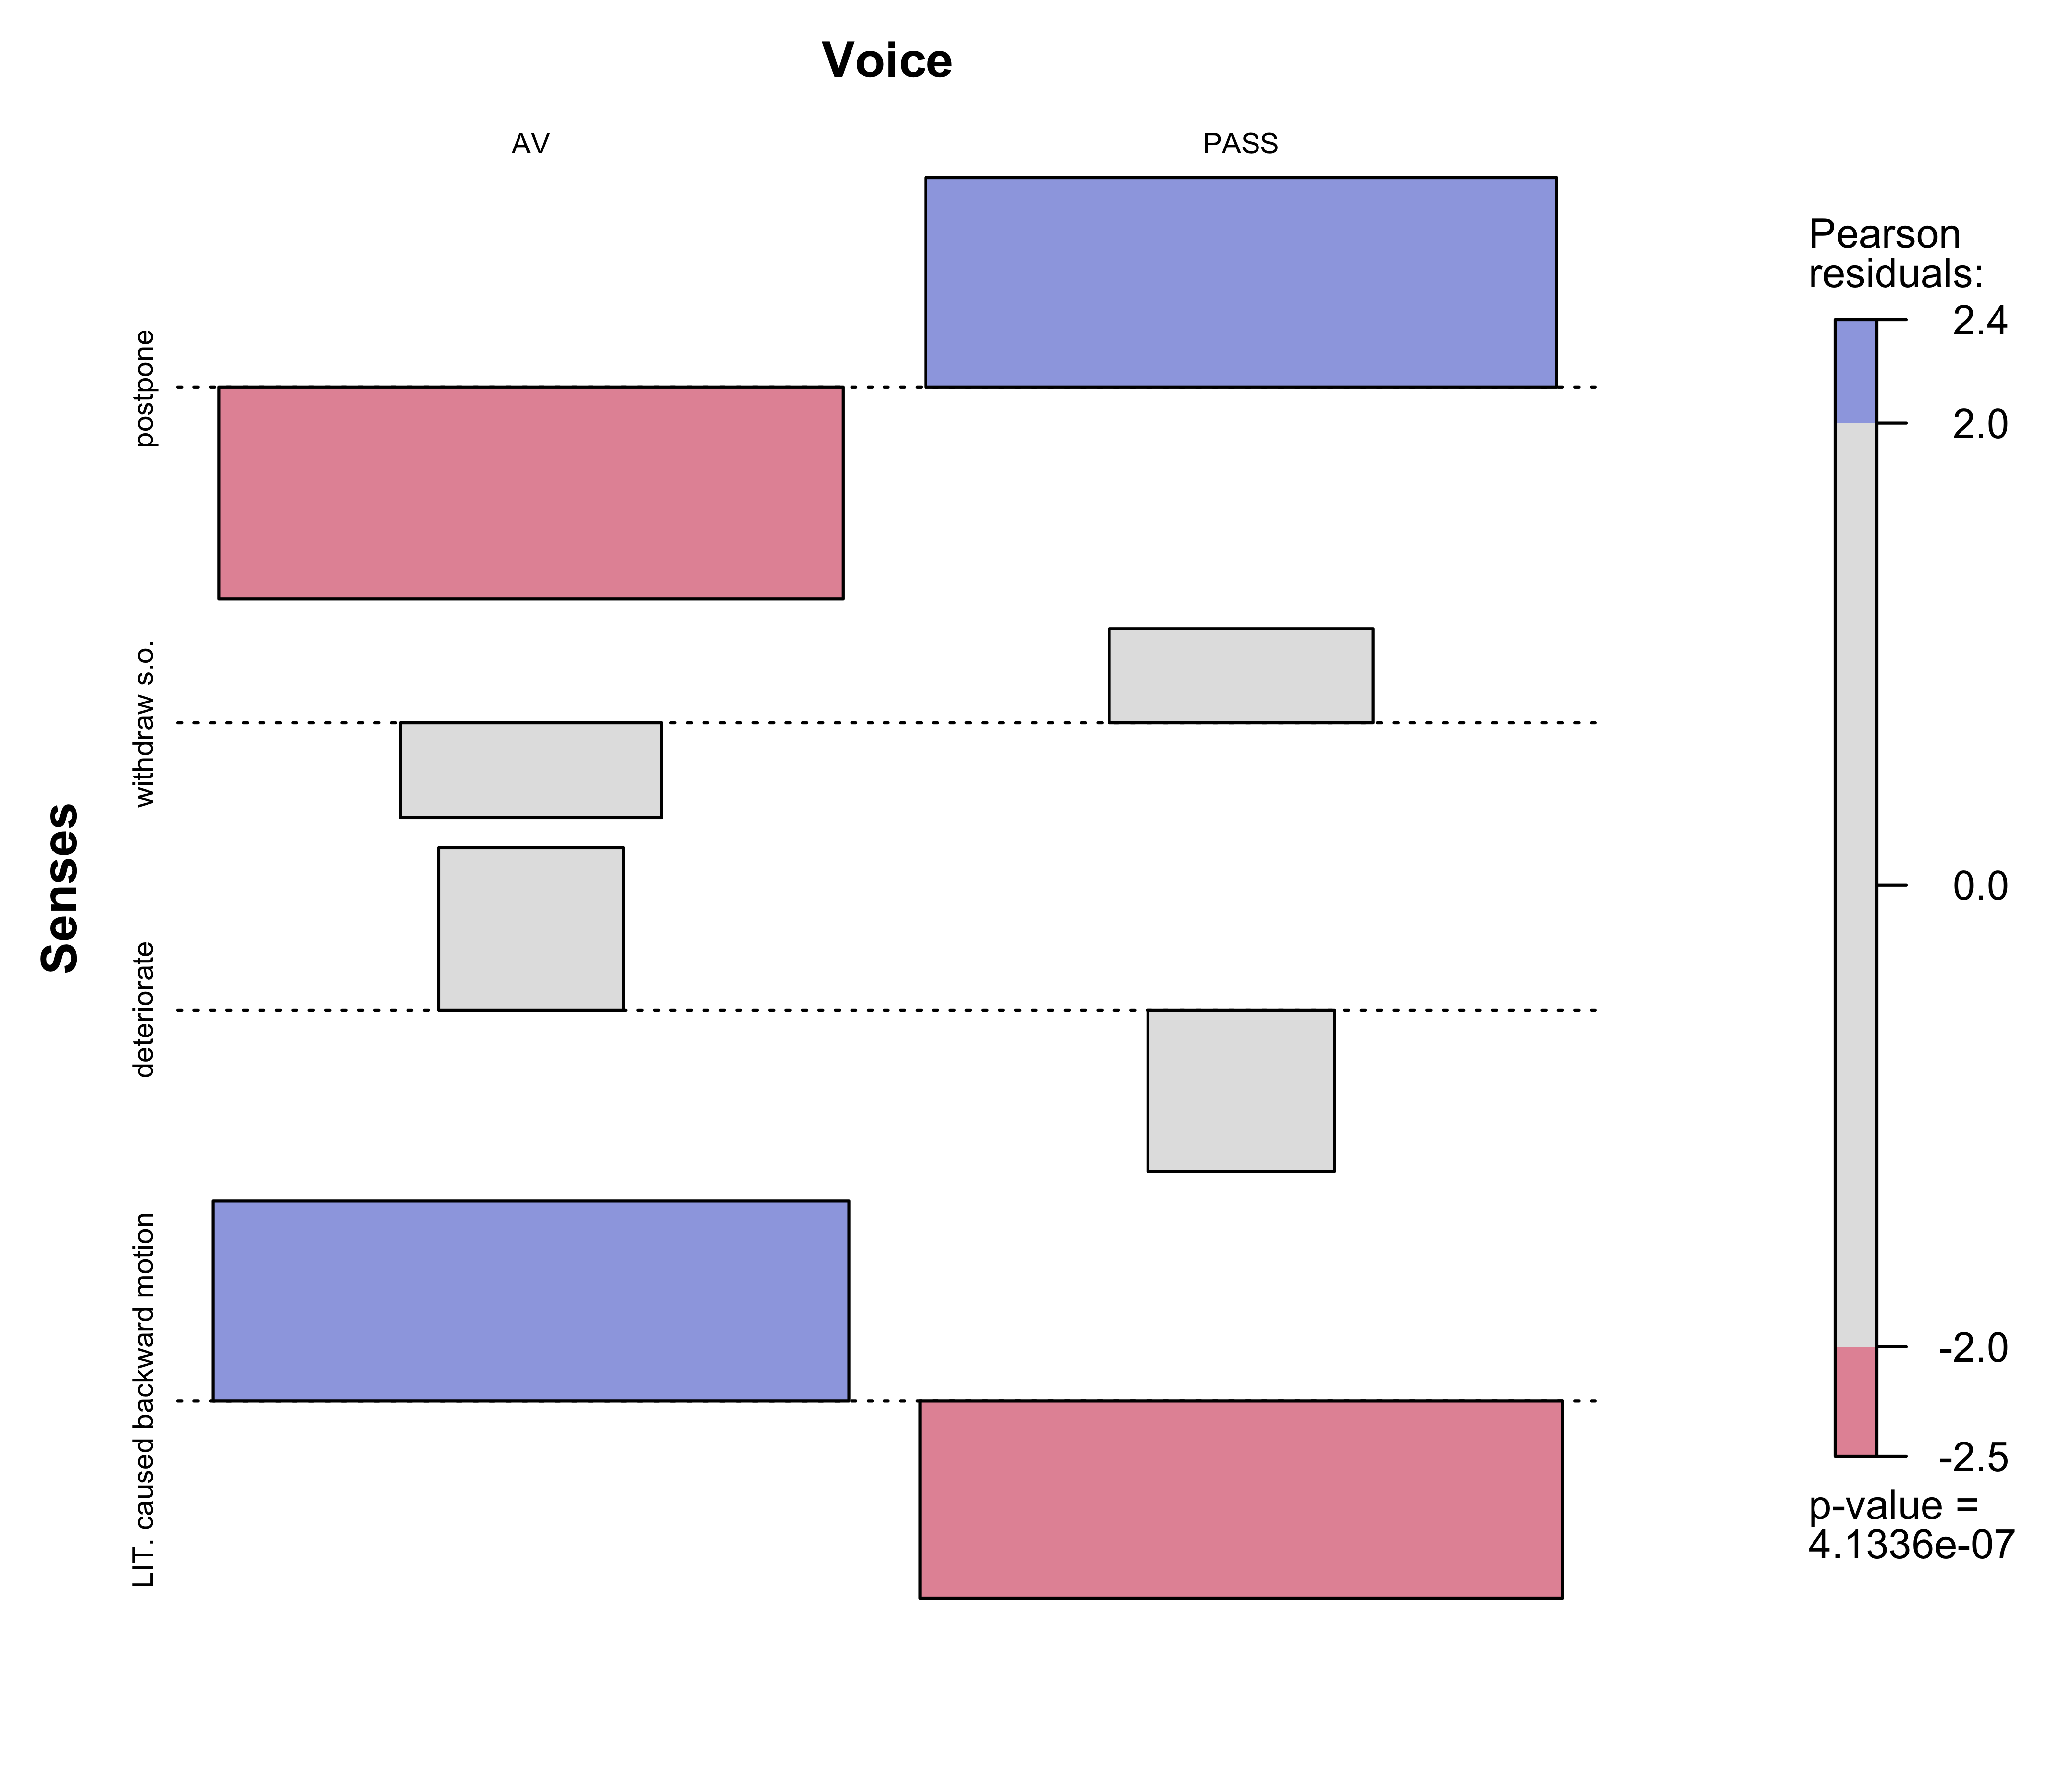 Voice
AV
PASS
Senses
postpone
withdraw s.o.
deteriorate
LIT. caused backward motion
Pearson
residuals:
2.4
2.0
0.0
-2.0
-2.5
p-value =
4.1336e-07